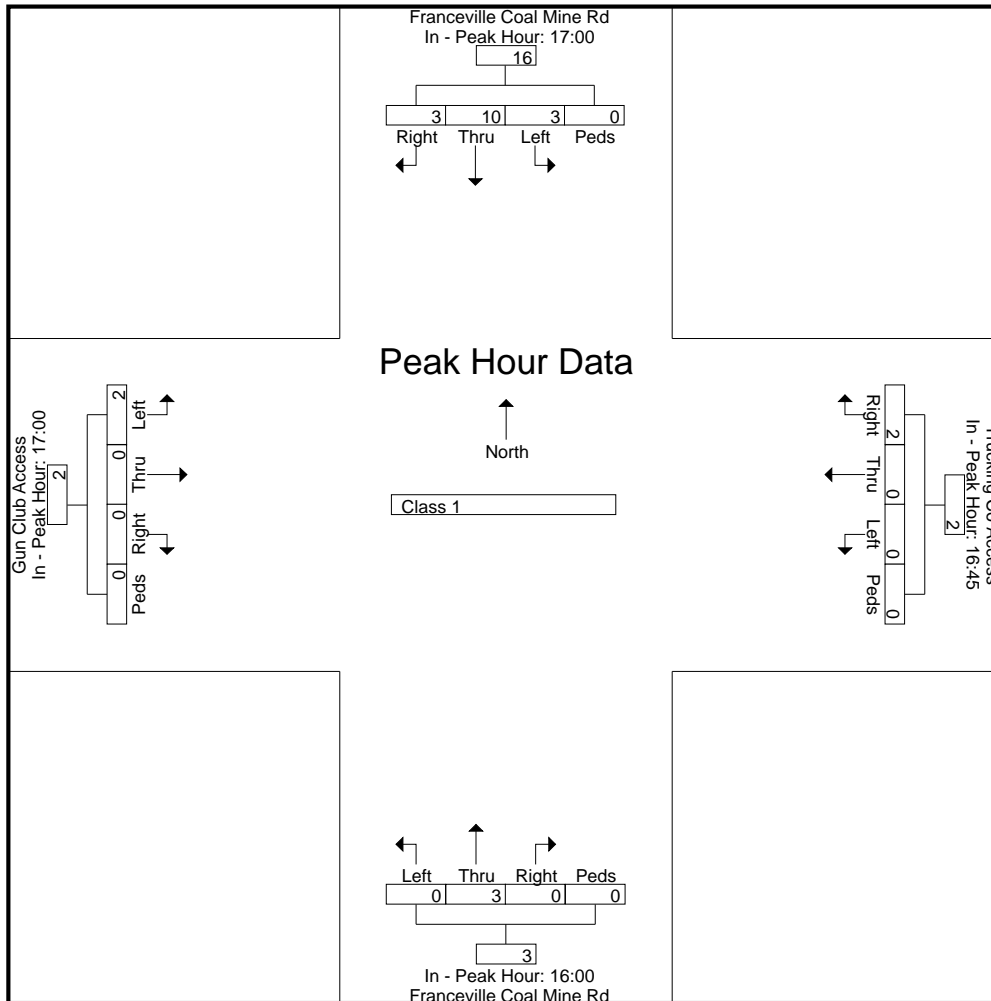 Franceville Coal Mine Rd
In - Peak Hour: 17:00
16
3 10 3 0
Right Thru Left Peds
Peak Hour Data
North
Class 1
Gun Club Access
In - Peak Hour: 17:00
2
2 0 0 0
Left Thru Right Peds
Co Access
In - Peak Hour: 16:45
2
2 0 0 0
Right Thru Left Peds
Left Thru Right Peds
0 3 0 0
3
In - Peak Hour: 16:00
Franceville Coal Mine Rd